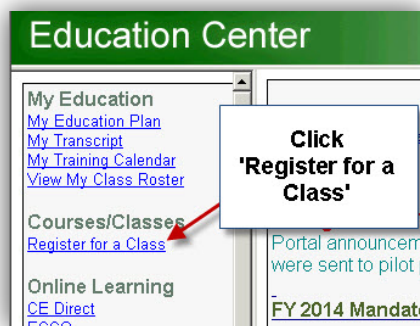 Education Center
My Education
My Education Plan
My Transcript
My Training Calendar
View My Class Roster
Click
'Register for a
Class'
Courses/Classes
Register for a Class
Portal announcem
were sent to pilot
Online Learning
CE Direct
FY 2014 Mandat